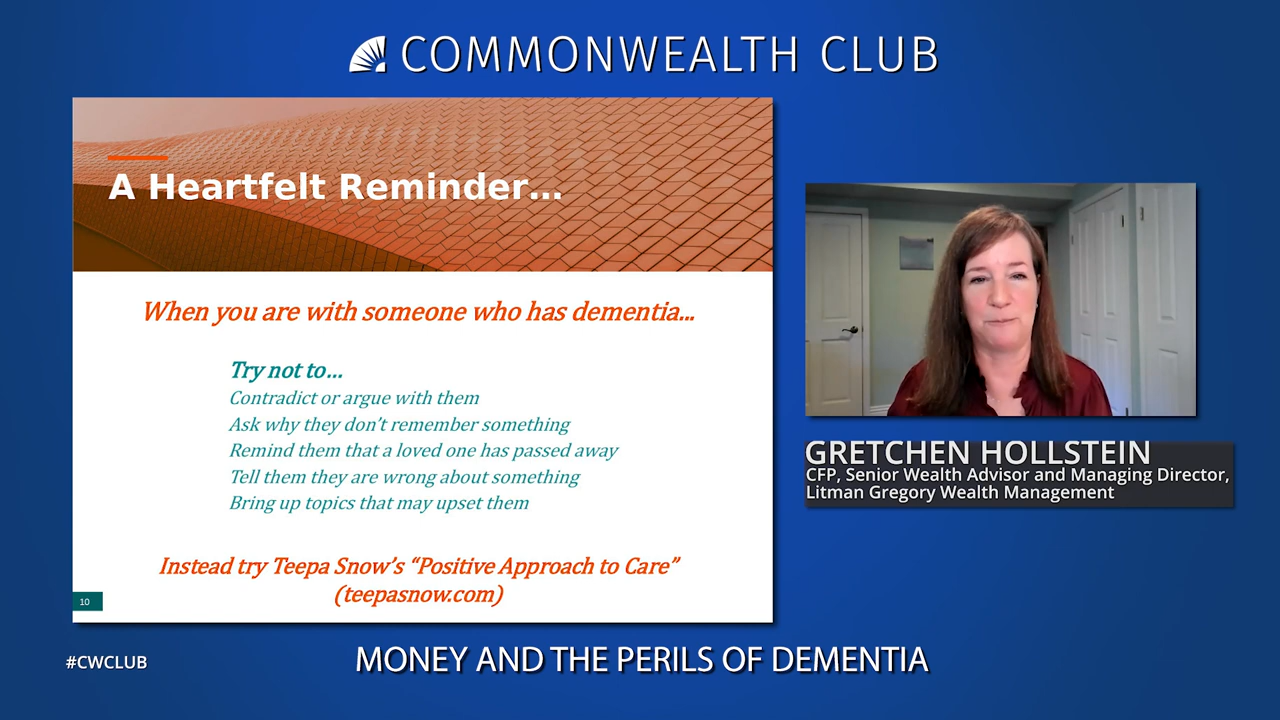 COMMONWEALTH CLUB
A Heartfelt Reminder...
When you are with someone who has dementia...
Try not to...
Contradict or argue with them
Ask why they don't remember something
Remind them that a loved one has passed away
Tell them they are wrong about something
Bring up topics that may upset them
Instead try Teepa Snow's “Positive Approach to Care”
(teepasnow.com)
10
GRETCHEN HOLLSTEIN
CFP, Senior Wealth Advisor and Managing Director,
Litman Gregory Wealth Management
#CWCLUB
MONEY AND THE PERILS OF DEMENTIA